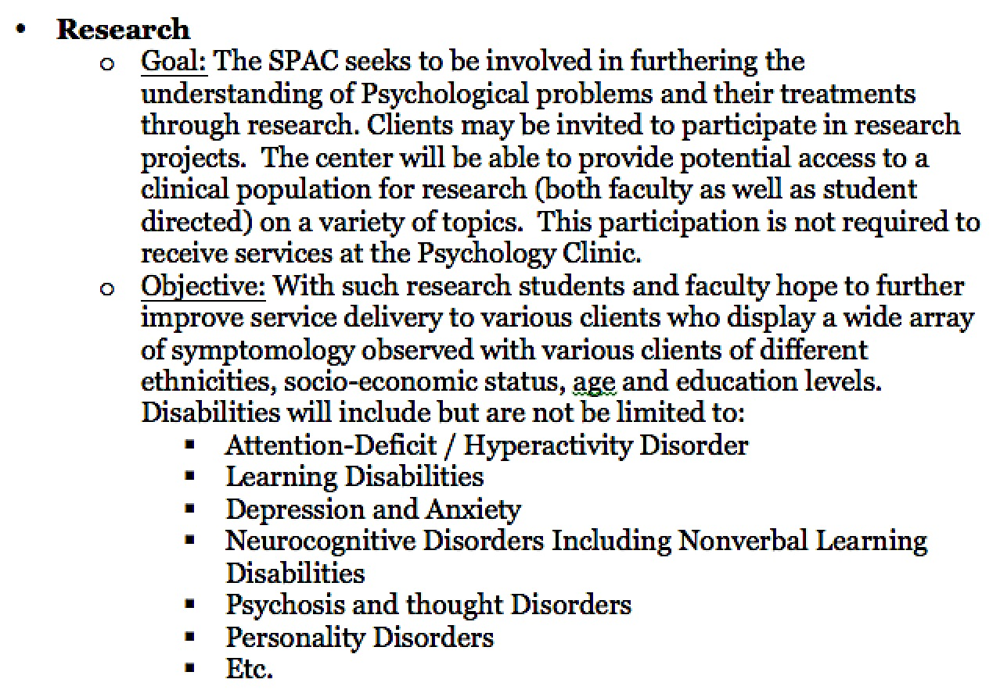 • Research
o Goal: The SPAC seeks to be involved in furthering the
understanding of Psychological problems and their treatments
through research. Clients may be invited to participate in research
projects.  The center will be able to provide potential access to a
clinical population for research (both faculty as well as student
directed) on a variety of topics.  This participation is not required to
receive services at the Psychology Clinic.
o Objective: With such research students and faculty hope to further
improve service delivery to various clients who display a wide array
of symptomology observed with various clients of different
ethnicities, socio-economic status, age and education levels.
Disabilities will include but are not be limited to:
▪ Attention-Deficit / Hyperactivity Disorder
▪ Learning Disabilities
▪ Depression and Anxiety
▪ Neurocognitive Disorders Including Nonverbal Learning
Disabilities
▪ Psychosis and thought Disorders
▪ Personality Disorders
▪ Etc.